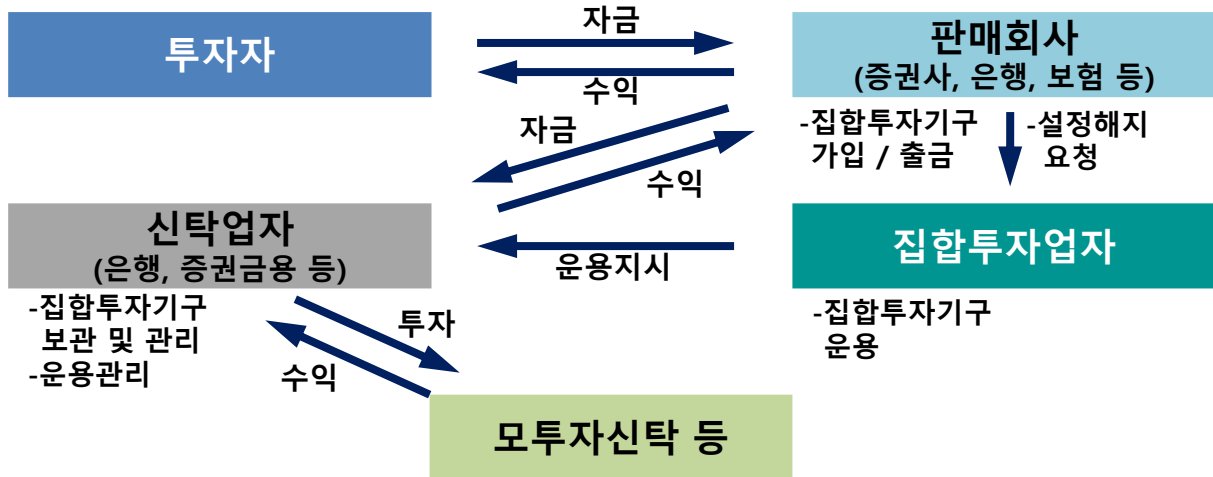 투자자
자금
수익
판매회사
(증권사, 은행, 보험 등)
자금
수익
-집합투자기구
가입 / 출금
-설정해지
요청
신탁업자
(은행, 증권금용 등)
운용지시
집합투자업자
-집합투자기구
보관 및 관리
-운용관리
투자
수익
-집합투자기구
운용
모투자신탁 등